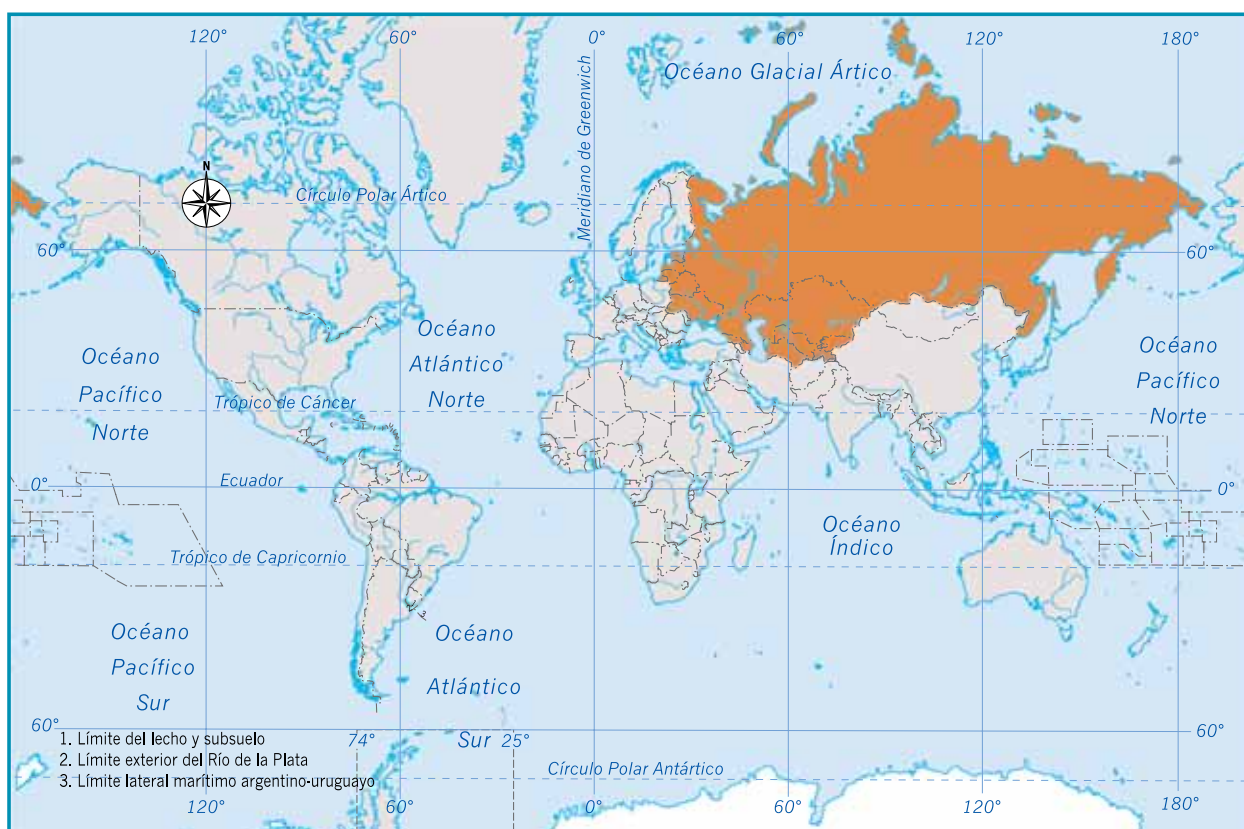 120°
60°
0°
60°
120°
180°
Océano Glacial Ártico
Meridiano de Greenwich
N
Círculo Polar Ártico
60°
60°
Océano
Pacífico
Norte
Océano
Atlántico
Norte
Océano
Pacífico
Norte
Trópico de Cáncer
Ecuador
0°
0°
Océano
Índico
Trópico de Capricornio
3
Océano
Pacífico
Sur
Océano
Atlántico
Sur
60°
60°
1. Límite del lecho y subsuelo
2. Límite exterior del Río de la Plata
3. Límite lateral marítimo argentino-uruguayo
74°
25°
Círculo Polar Antártico
120°
60°
0°
60°
120°
180°